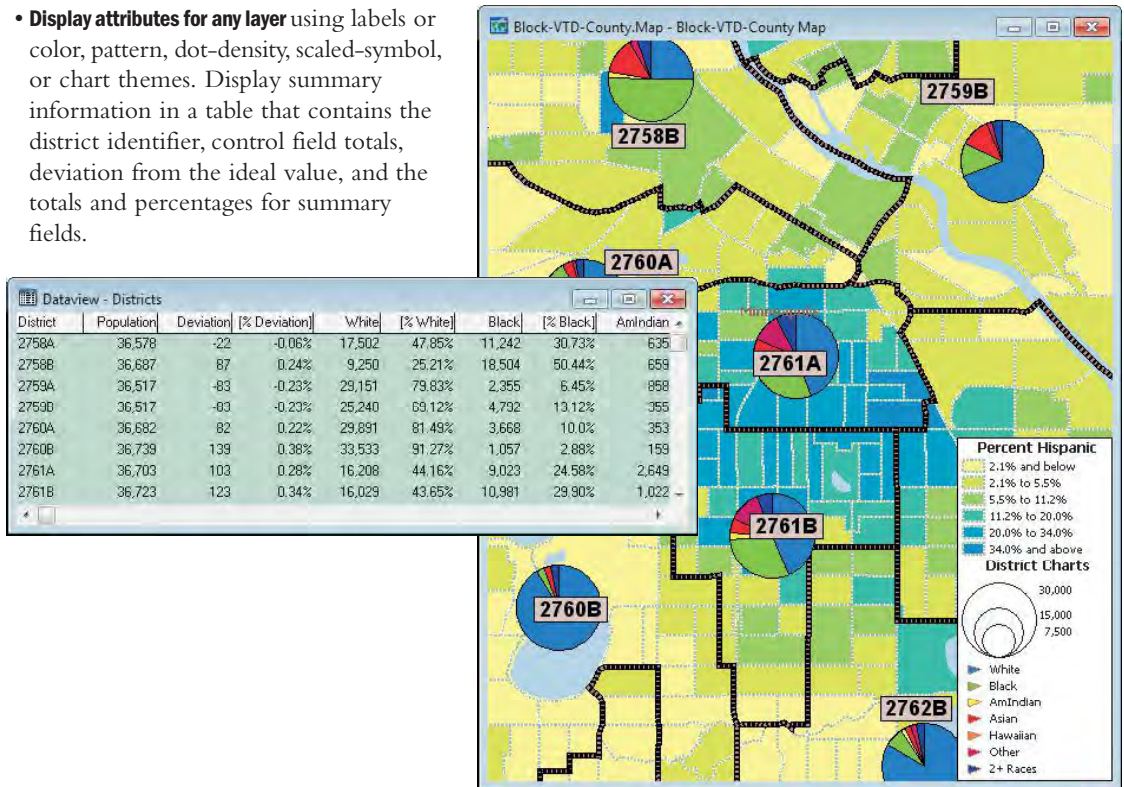 • Display attributes for any layer using labels or
color, pattern, dot-density, scaled-symbol,
or chart themes. Display summary
information in a table that contains the
district identifier, control field totals,
deviation from the ideal value, and the
totals and percentages for summary
fields.
Block-VTD-County.Map - Block-VTD-County Map
2759B
2758B
2760A
2761A
2761B
2760B
2762B
Dataview - Districts
District Population Deviation [% Deviation] White [% White] Black [% Black] AmIndian
2758A 36,578 -22 -0.06% 17,502 47.85% 11,242 30.73% 635
2758B 36,687 87 0.24% 9,250 25.21% 18,504 50.44% 659
2759A 36,517 -83 -0.23% 29,151 79.83% 2,355 6.45% 858
2759B 36,517 -83 -0.23% 25,240 69.12% 4,792 13.12% 355
2760A 36,682 82 0.22% 29,891 81.49% 3,668 10.0% 353
2760B 36,739 139 0.38% 33,533 91.27% 1,057 2.88% 159
2761A 36,703 103 0.28% 16,208 44.16% 9,023 24.58% 2,649
2761B 36,723 123 0.34% 16,029 43.65% 10,981 29.90% 1,022
Percent Hispanic
2.1% and below
2.1% to 5.5%
5.5% to 11.2%
11.2% to 20.0%
20.0% to 34.0%
34.0% and above
District Charts
30,000
15,000
7,500
White
Black
AmIndian
Asian
Hawaiian
Other
2+ Races